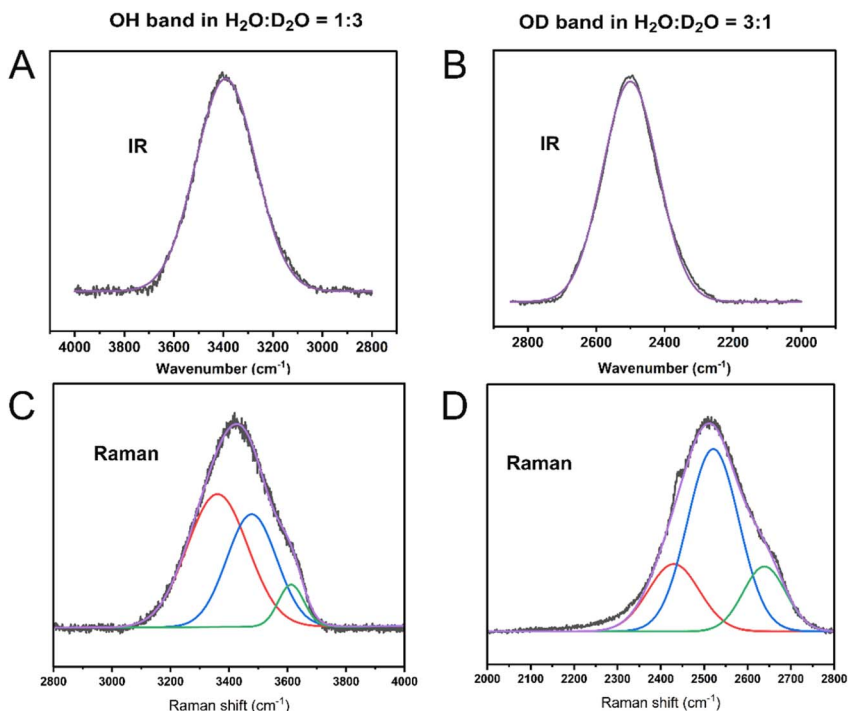 OH band in H₂O:D₂O = 1:3
OD band in H₂O:D₂O = 3:1
A
IR
4000 3800 3600 3400 3200 3000 2800
Wavenumber (cm⁻¹)
B
IR
2800 2600 2400 2200 2000
Wavenumber (cm⁻¹)
C
Raman
2800 3000 3200 3400 3600 3800 4000
Raman shift (cm⁻¹)
D
Raman
2000 2100 2200 2300 2400 2500 2600 2700 2800
Raman shift (cm⁻¹)